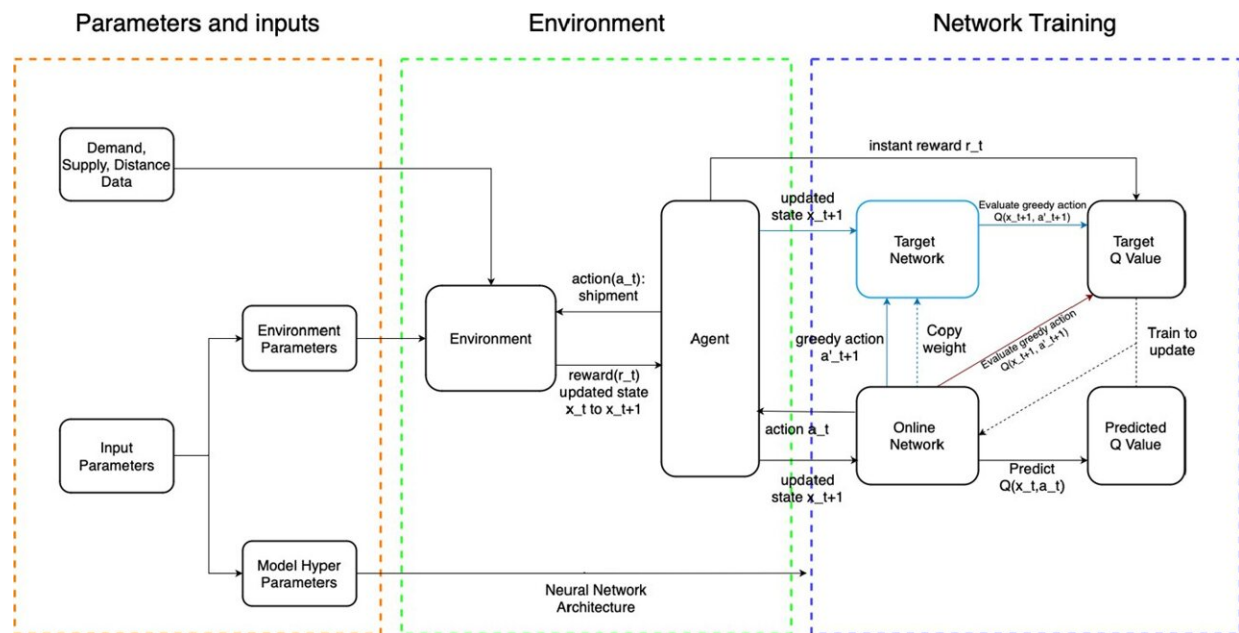 Parameters and inputs
Environment
Network Training
Demand,
Supply, Distance
Data
instant reward r_t
updated
state x_t+1
Evaluate greedy action
Q(x_t+1, a'_t+1)
Target
Network
Target
Q Value
action(a_t):
shipment
Environment
Parameters
Environment
Agent
greedy action
a'_t+1
Copy
weight
Evaluate greedy action
Q(x_t+1, a'_t+1)
Train to
update
reward(r_t)
updated state
x_t to x_t+1
Input
Parameters
action a_t
Online
Network
Predicted
Q Value
updated
state x_t+1
Predict
Q(x_t,a_t)
Model Hyper
Parameters
Neural Network
Architecture